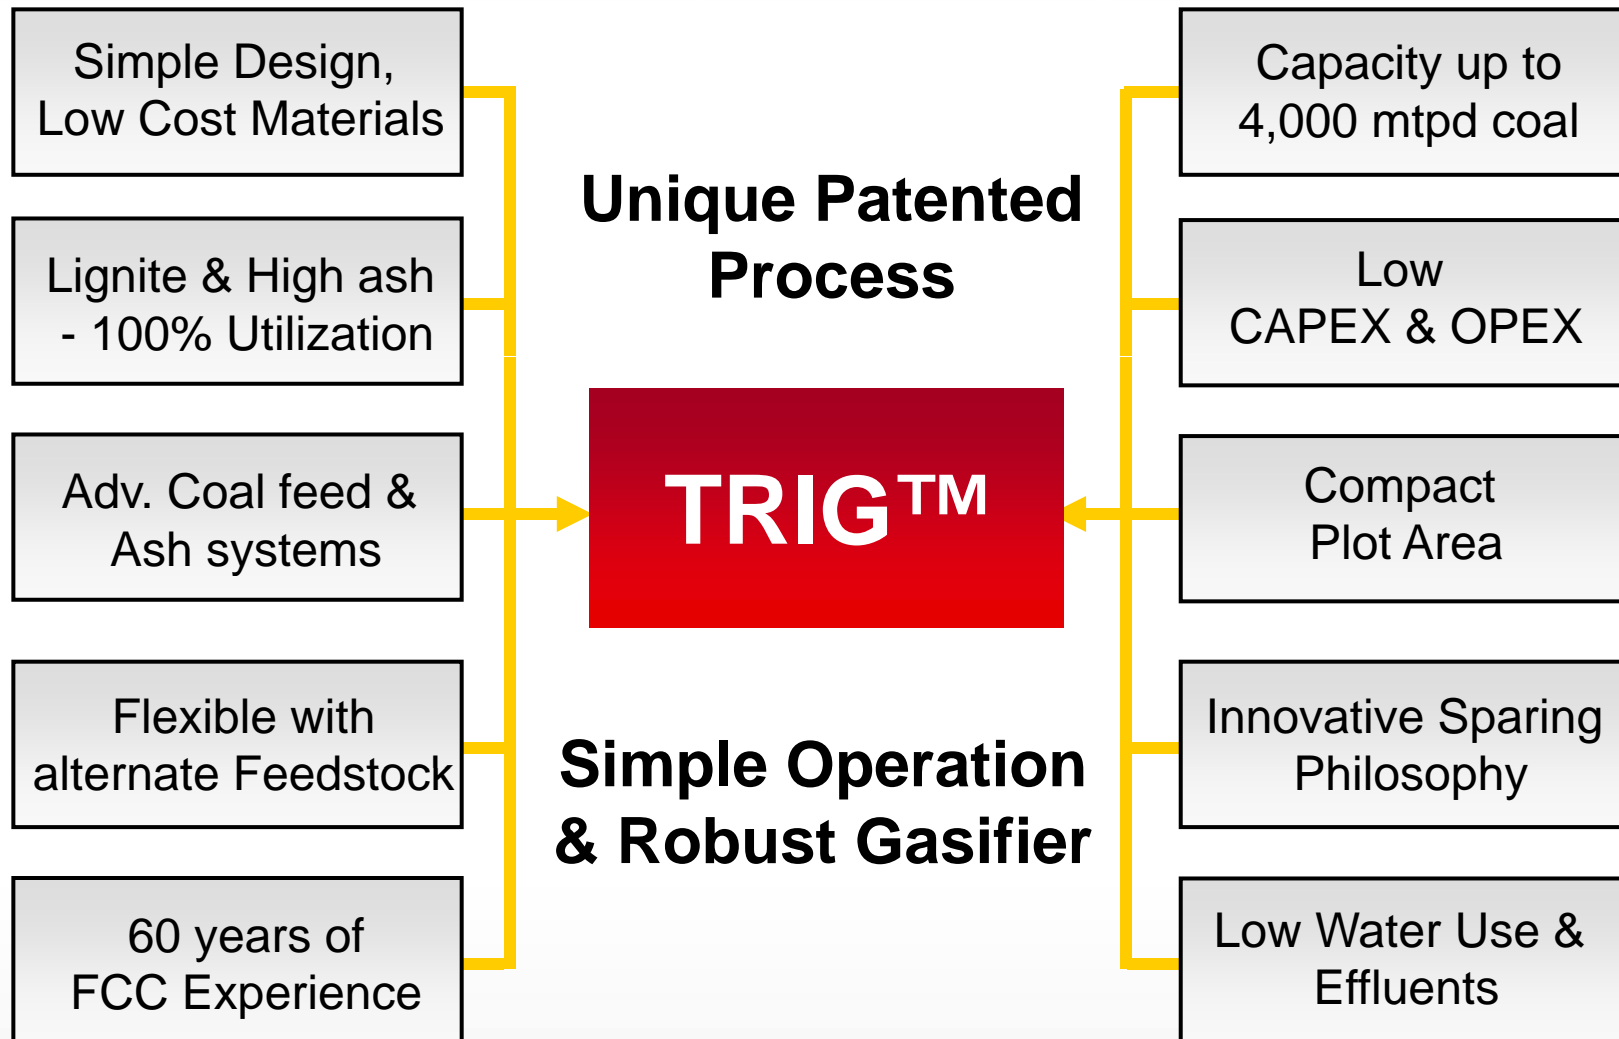 Simple Design,
Low Cost Materials
Lignite & High ash
- 100% Utilization
Adv. Coal feed &
Ash systems
Flexible with
alternate Feedstock
60 years of
FCC Experience
Unique Patented
Process
TRIG™
Simple Operation
& Robust Gasifier
Capacity up to
4,000 mtpd coal
Low
CAPEX & OPEX
Compact
Plot Area
Innovative Sparing
Philosophy
Low Water Use &
Effluents